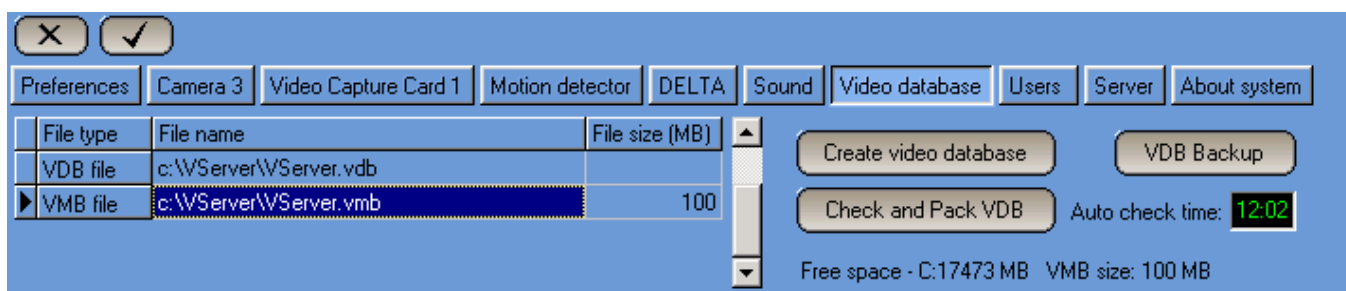 Preferences Camera 3 Video Capture Card 1 Motion detector DELTA Sound Video database Users Server About system
File type File name File size (MB)
VDB file c:\VServer\VServer.vdb
VMB file c:\VServer\VServer.vmb 100
Create video database VDB Backup
Check and Pack VDB Auto check time: 12:02
Free space - C:17473 MB VMB size: 100 MB